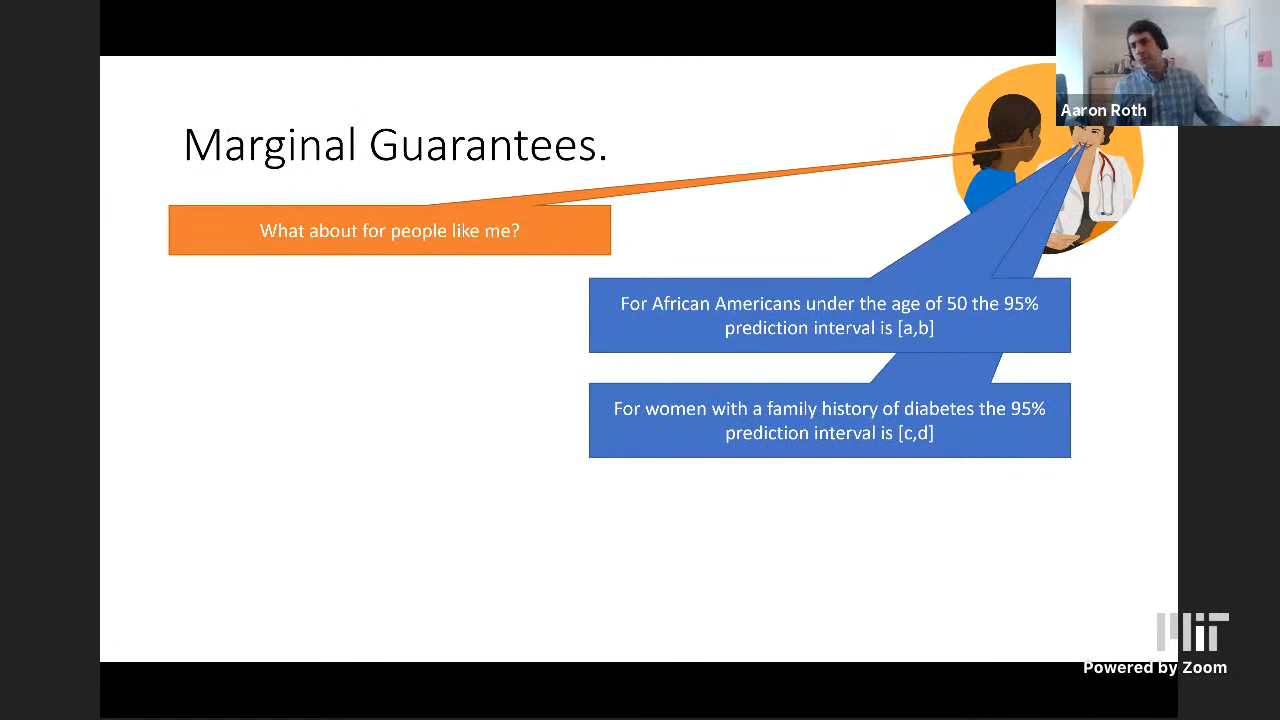 Aaron Roth
Marginal Guarantees.
What about for people like me?
For African Americans under the age of 50 the 95%
prediction interval is [a,b]
For women with a family history of diabetes the 95%
prediction interval is [c,d]
MIT
Powered by Zoom